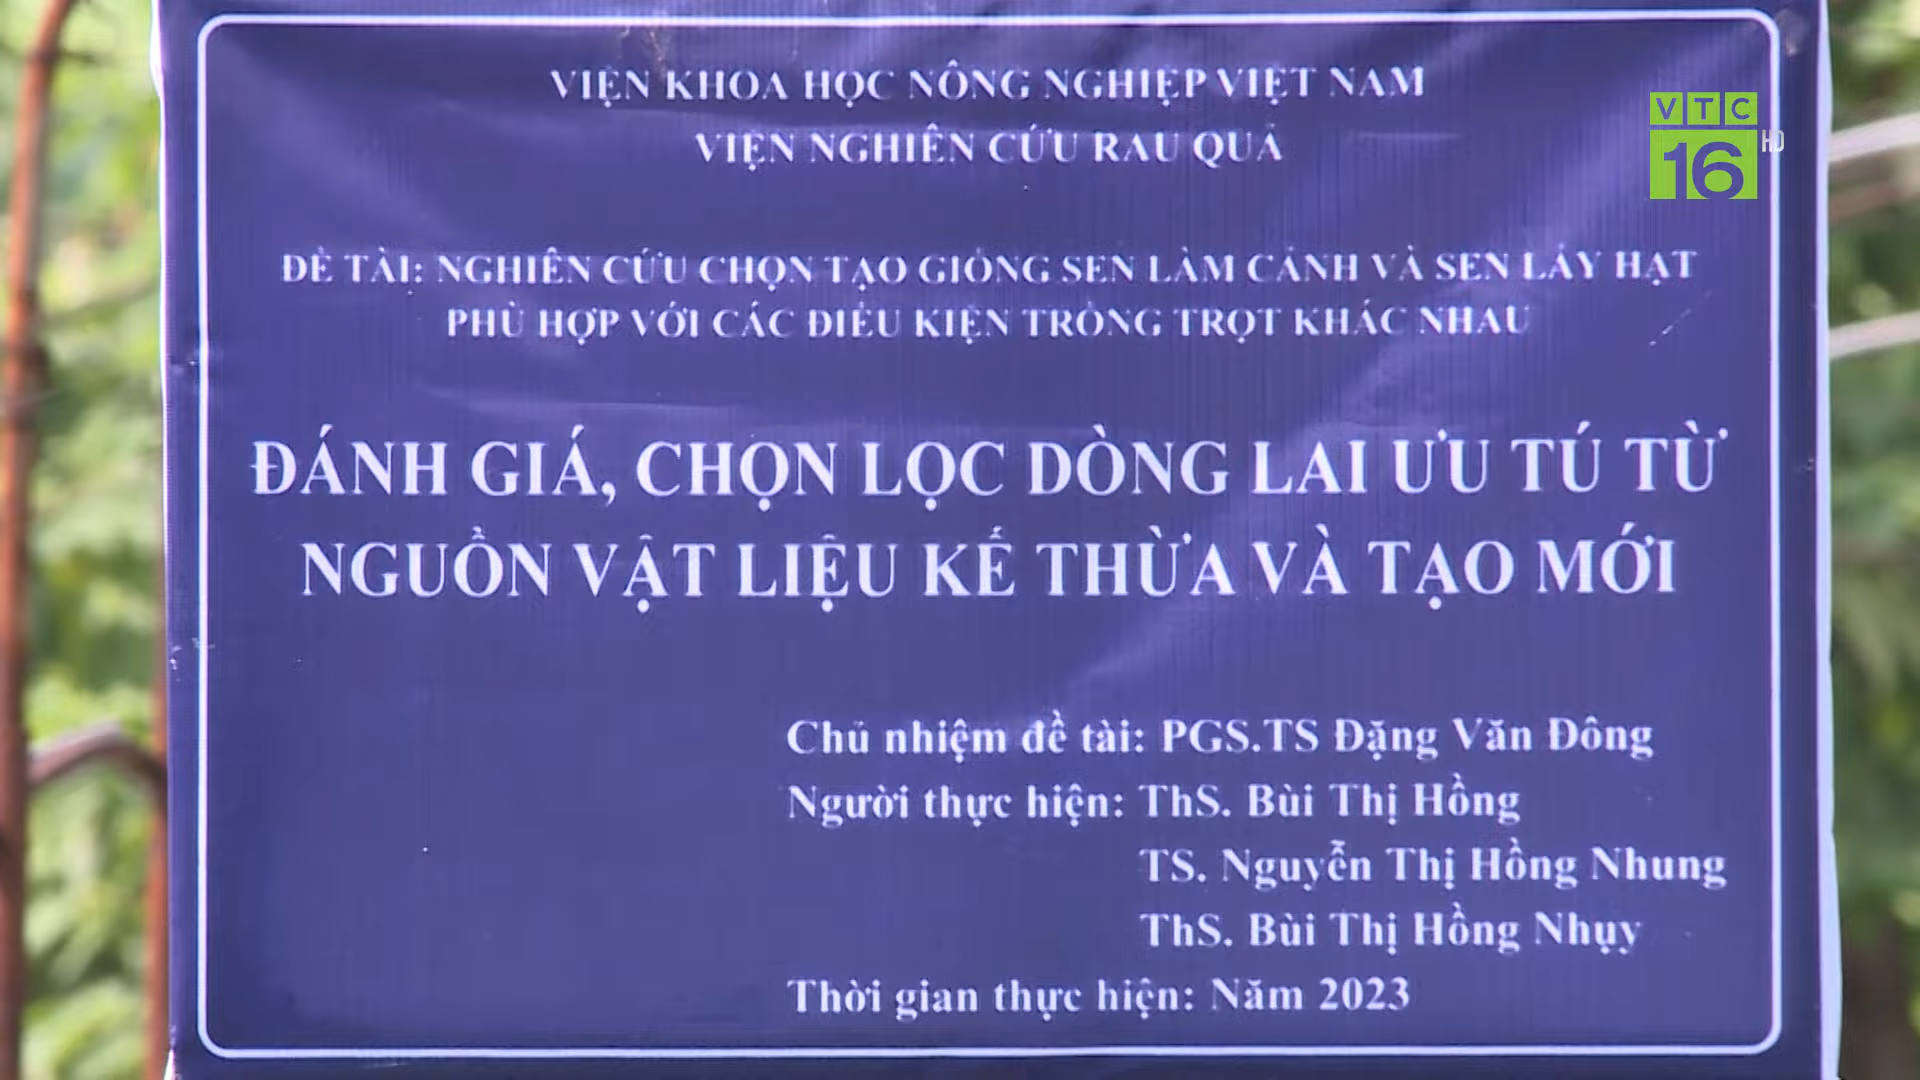 VIỆN KHOA HỌC NÔNG NGHIỆP VIỆT NAM
VIỆN NGHIÊN CỨU RAU QUẢ
VTC
16 HD
ĐỀ TÀI: NGHIÊN CỨU CHỌN TẠO GIỐNG SEN LÀM CẢNH VÀ SEN LẤY HẠT
PHÙ HỢP VỚI CÁC ĐIỀU KIỆN TRỒNG TRỌT KHÁC NHAU
ĐÁNH GIÁ, CHỌN LỌC DÒNG LAI ƯU TÚ TỪ
NGUỒN VẬT LIỆU KẾ THỪA VÀ TẠO MỚI
Chủ nhiệm đề tài: PGS.TS Đặng Văn Đông
Người thực hiện: ThS. Bùi Thị Hồng
TS. Nguyễn Thị Hồng Nhung
ThS. Bùi Thị Hồng Nhụy
Thời gian thực hiện: Năm 2023